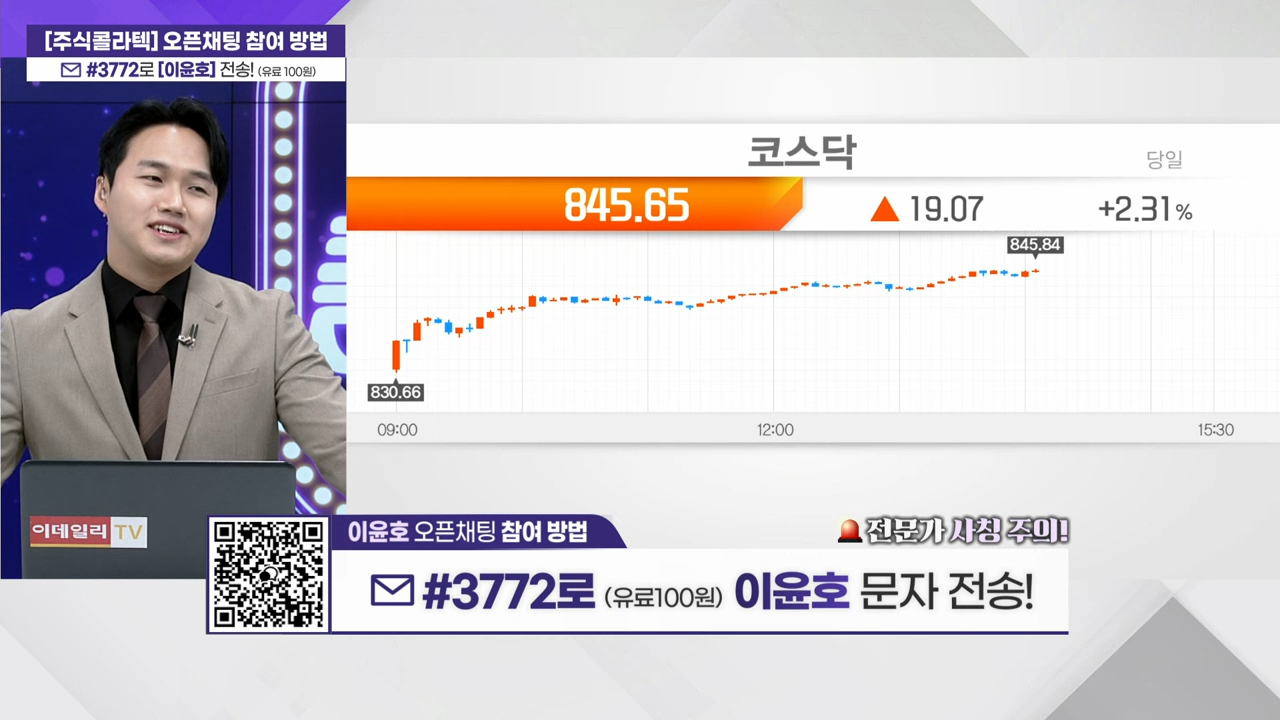 [주식콜라텍] 오픈채팅 참여 방법
#3772로 [이윤호] 전송! (유료 100원)
코스닥
당일
845.65 ▲ 19.07 +2.31%
845.84
830.66
09:00 12:00 15:30
이데일리 TV
이윤호 오픈채팅 참여 방법
전문가 사칭 주의!
#3772로 (유료100원) 이윤호 문자 전송!